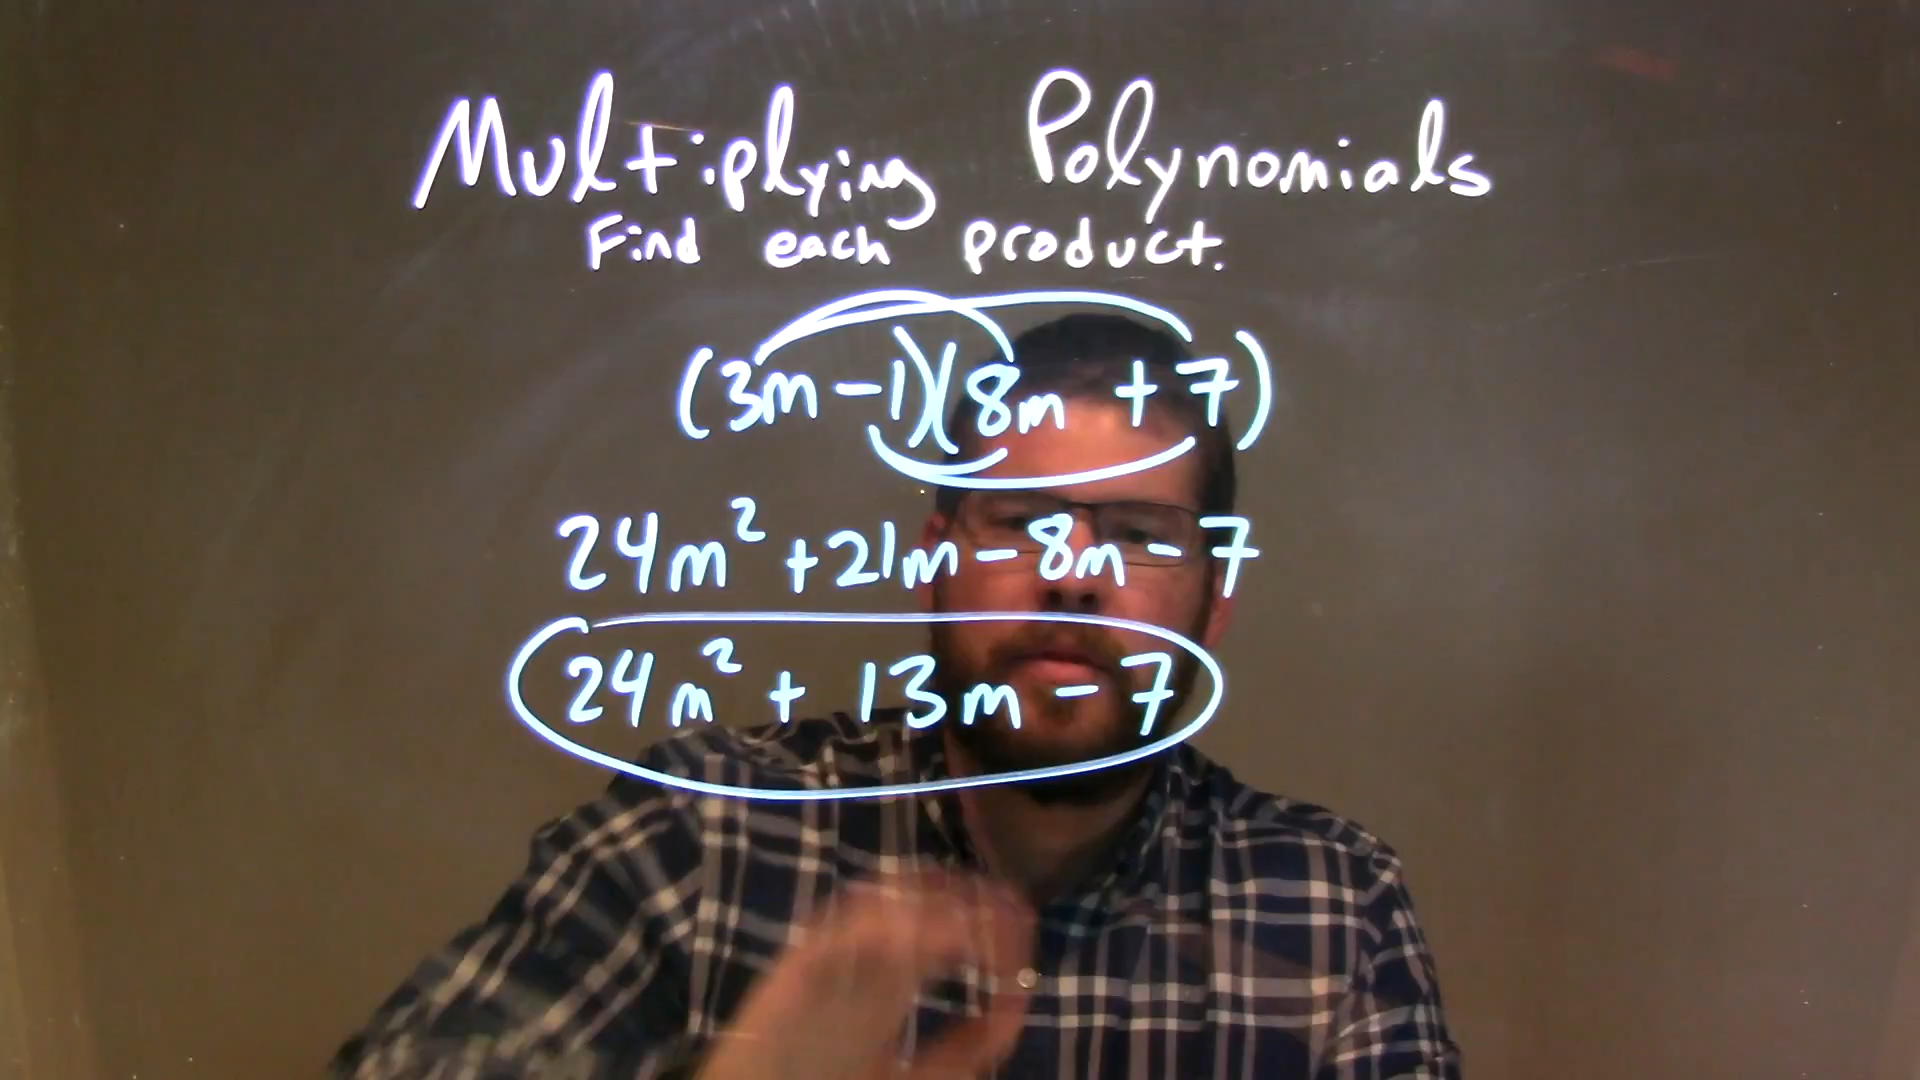 Multiplying Polynomials
Find each product.
(3m-1)(8m + 7)
24m² +21m - 8m - 7
24m² + 13m - 7